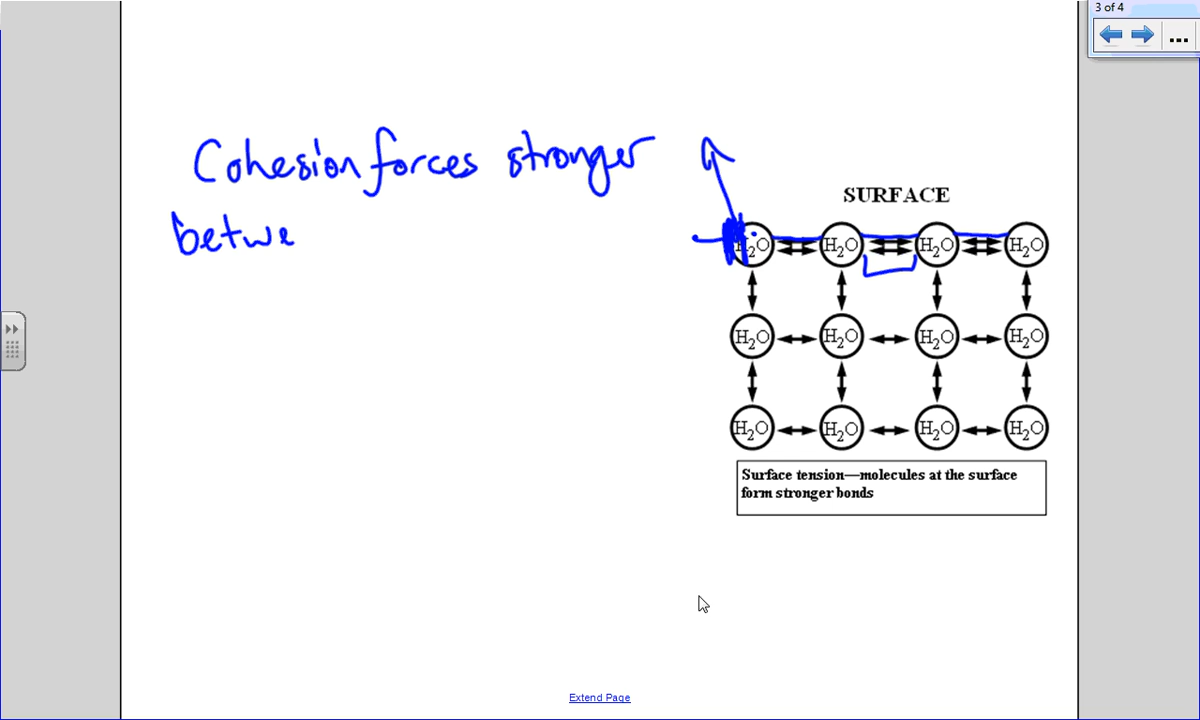 3 of 4
...
Cohesion forces stronger
betwe
SURFACE
H₂O H₂O H₂O H₂O
H₂O H₂O H₂O H₂O
H₂O H₂O H₂O H₂O
Surface tension—molecules at the surface
form stronger bonds
Extend Page